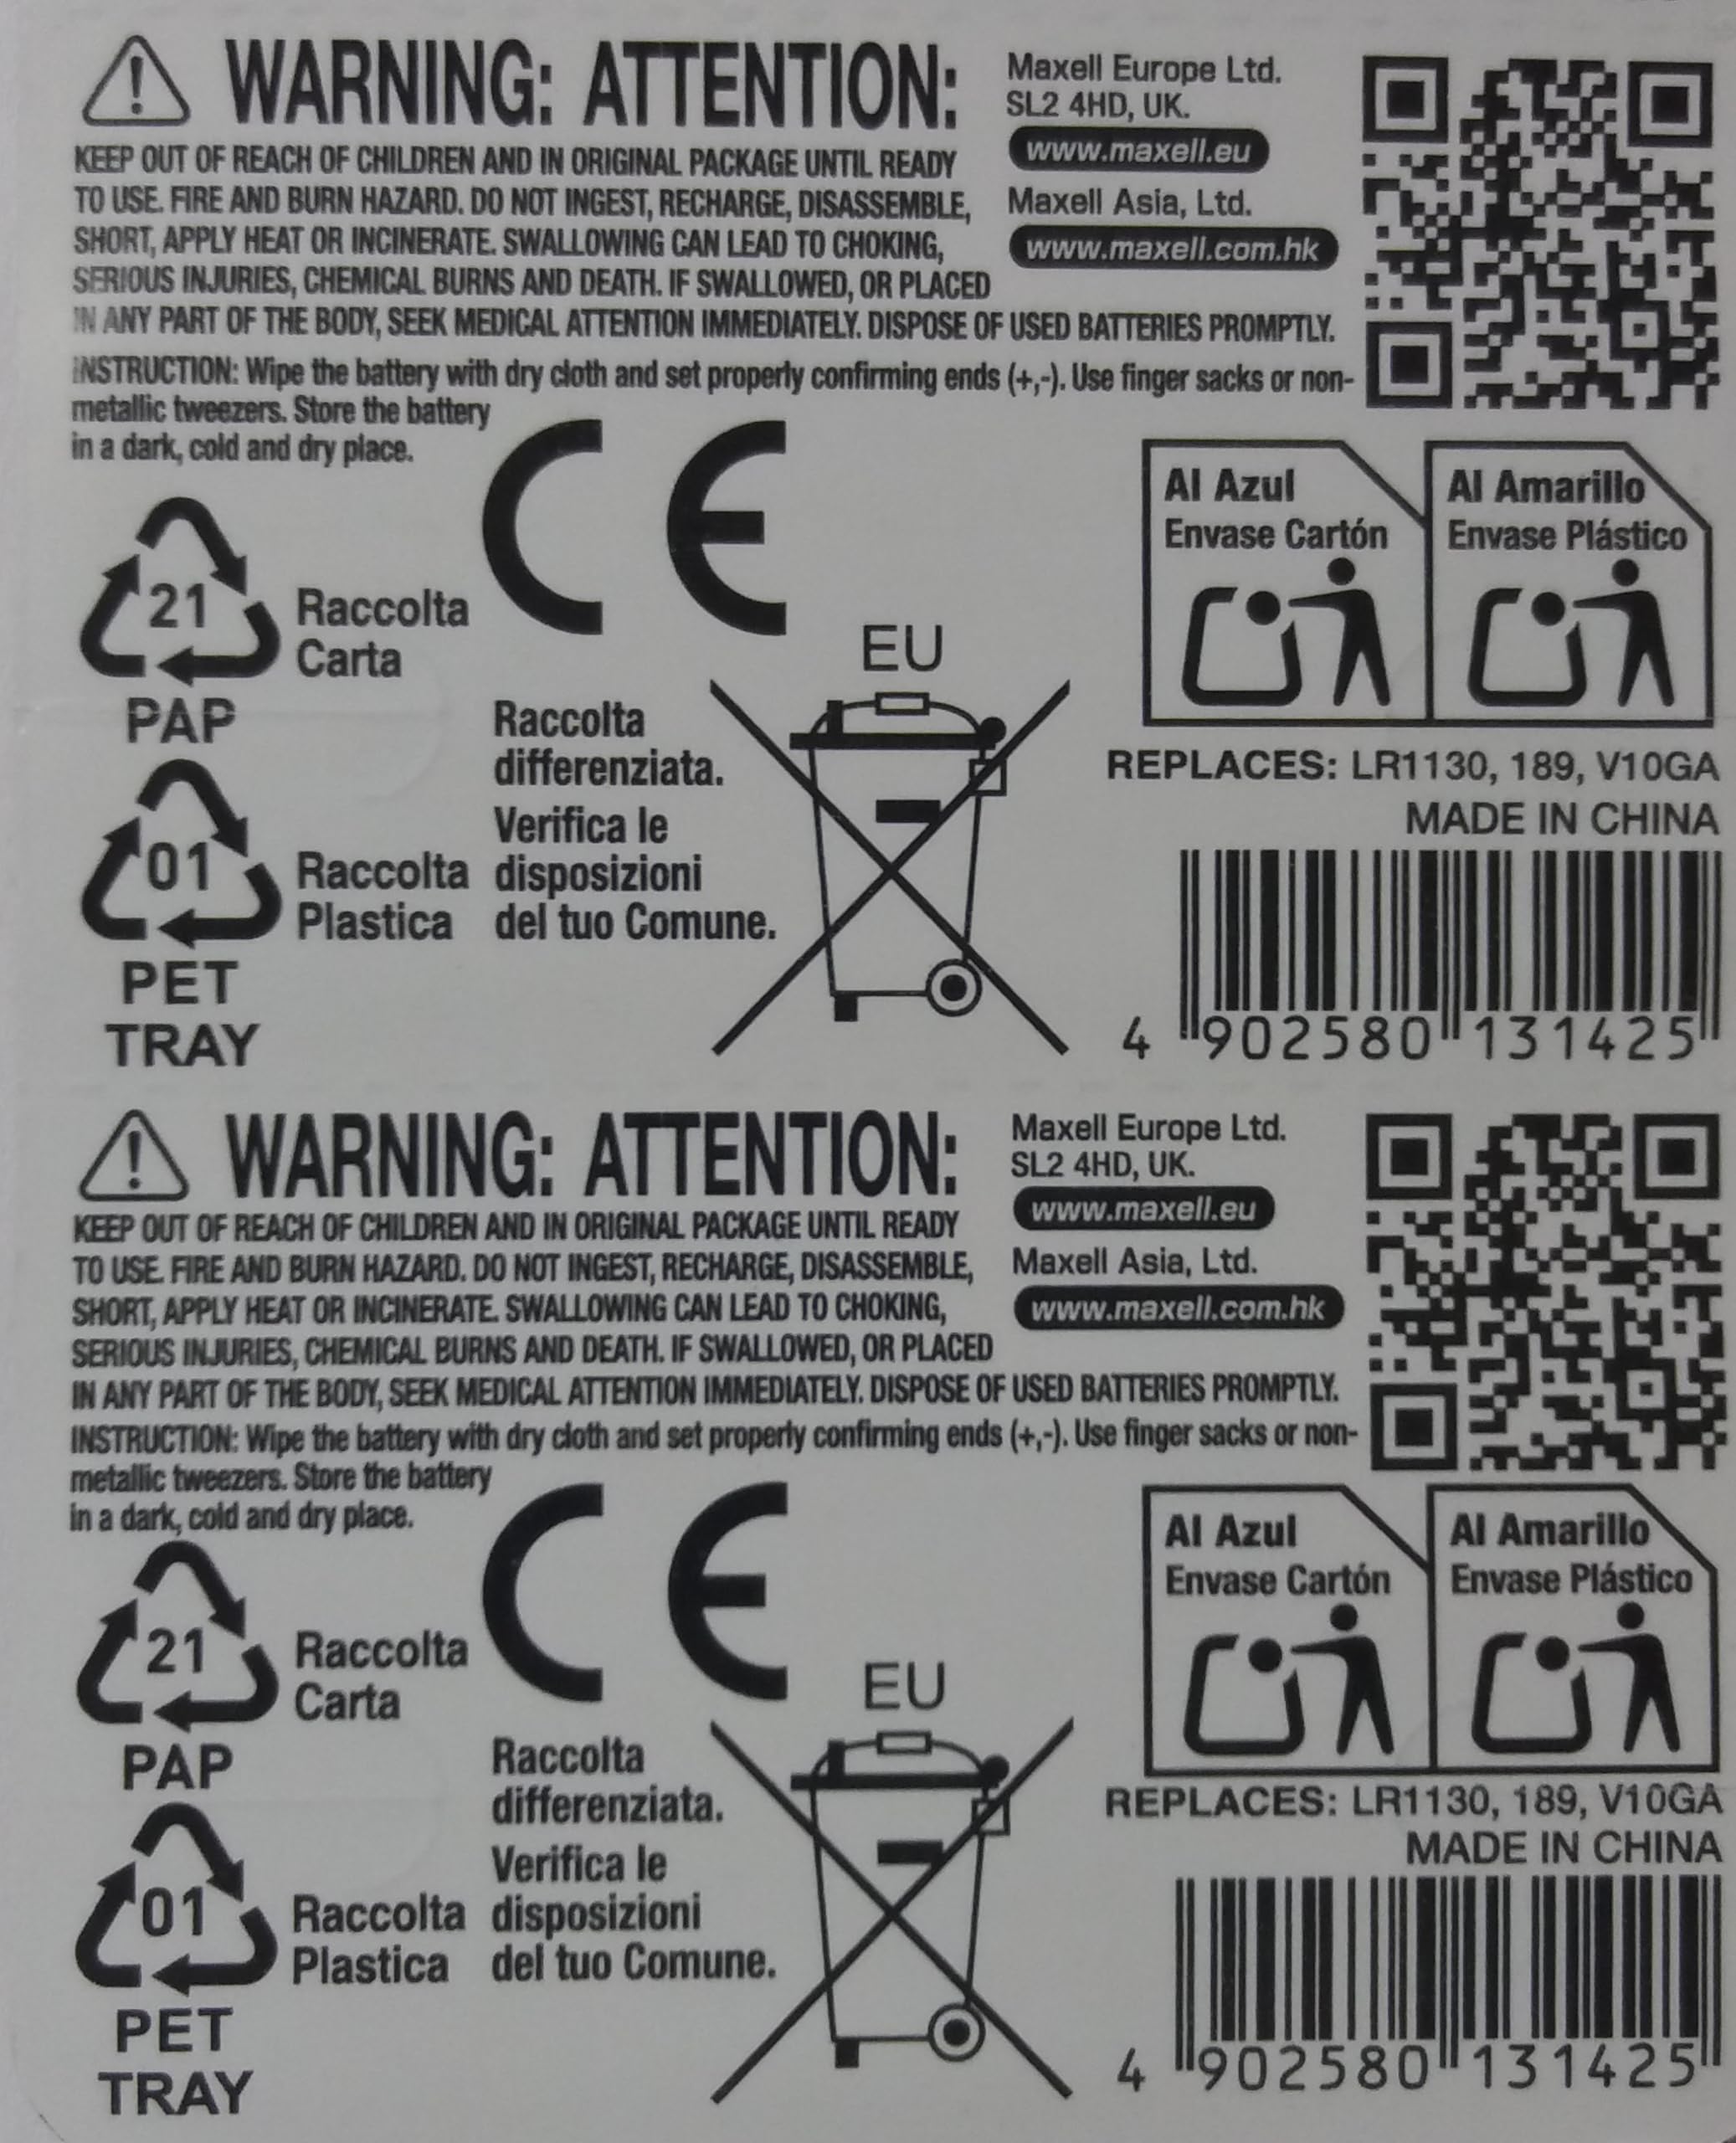 WARNING: ATTENTION:
KEEP OUT OF REACH OF CHILDREN AND IN ORIGINAL PACKAGE UNTIL READY
TO USE. FIRE AND BURN HAZARD. DO NOT INGEST, RECHARGE, DISASSEMBLE,
SHORT, APPLY HEAT OR INCINERATE. SWALLOWING CAN LEAD TO CHOKING,
SERIOUS INJURIES, CHEMICAL BURNS AND DEATH. IF SWALLOWED, OR PLACED
IN ANY PART OF THE BODY, SEEK MEDICAL ATTENTION IMMEDIATELY. DISPOSE OF USED BATTERIES PROMPTLY.
INSTRUCTION: Wipe the battery with dry cloth and set properly confirming ends (+,-). Use finger sacks or non-
metallic tweezers. Store the battery
in a dark, cold and dry place.
Maxell Europe Ltd.
SL2 4HD, UK.
www.maxell.eu
Maxell Asia, Ltd.
www.maxell.com.hk
CE
21
PAP
Raccolta
Carta
01
PET
TRAY
Raccolta
Plastica
Raccolta
differenziata.
Verifica le
disposizioni
del tuo Comune.
EU
Al Azul
Envase Cartón
Al Amarillo
Envase Plástico
REPLACES: LR1130, 189, V10GA
MADE IN CHINA
4 902580 131425
WARNING: ATTENTION:
KEEP OUT OF REACH OF CHILDREN AND IN ORIGINAL PACKAGE UNTIL READY
TO USE. FIRE AND BURN HAZARD. DO NOT INGEST, RECHARGE, DISASSEMBLE,
SHORT, APPLY HEAT OR INCINERATE. SWALLOWING CAN LEAD TO CHOKING,
SERIOUS INJURIES, CHEMICAL BURNS AND DEATH. IF SWALLOWED, OR PLACED
IN ANY PART OF THE BODY, SEEK MEDICAL ATTENTION IMMEDIATELY. DISPOSE OF USED BATTERIES PROMPTLY.
INSTRUCTION: Wipe the battery with dry cloth and set properly confirming ends (+,-). Use finger sacks or non-
metallic tweezers. Store the battery
in a dark, cold and dry place.
Maxell Europe Ltd.
SL2 4HD, UK.
www.maxell.eu
Maxell Asia, Ltd.
www.maxell.com.hk
CE
21
PAP
Raccolta
Carta
01
PET
TRAY
Raccolta
Plastica
Raccolta
differenziata.
Verifica le
disposizioni
del tuo Comune.
EU
Al Azul
Envase Cartón
Al Amarillo
Envase Plástico
REPLACES: LR1130, 189, V10GA
MADE IN CHINA
4 902580 131425